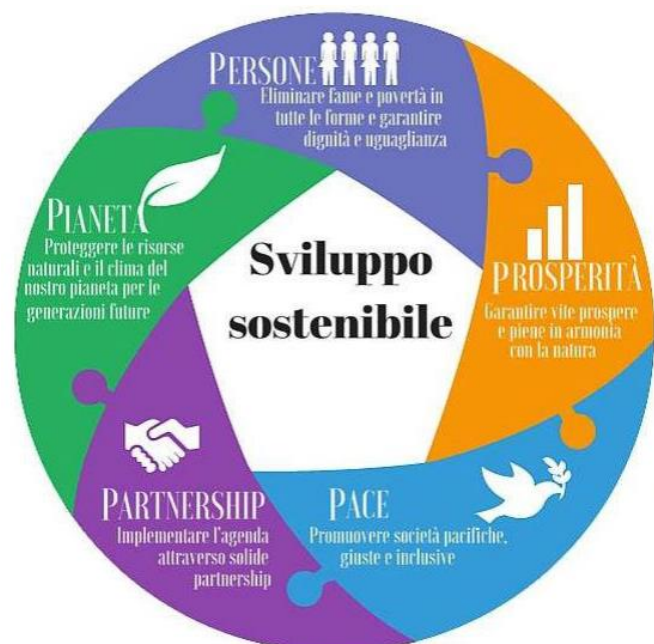 PERSONE
Eliminare fame e povertà in
tutte le forme e garantire
dignità e uguaglianza
PIANETA
Proteggere le risorse
naturali e il clima del
nostro pianeta per le
generazioni future
Sviluppo
sostenibile
PROSPERITÀ
Garantire vite prospere
e piene in armonia
con la natura
PARTNERSHIP
Implementare l'agenda
attraverso solide
partnership
PACE
Promuovere società pacifiche,
giuste e inclusive